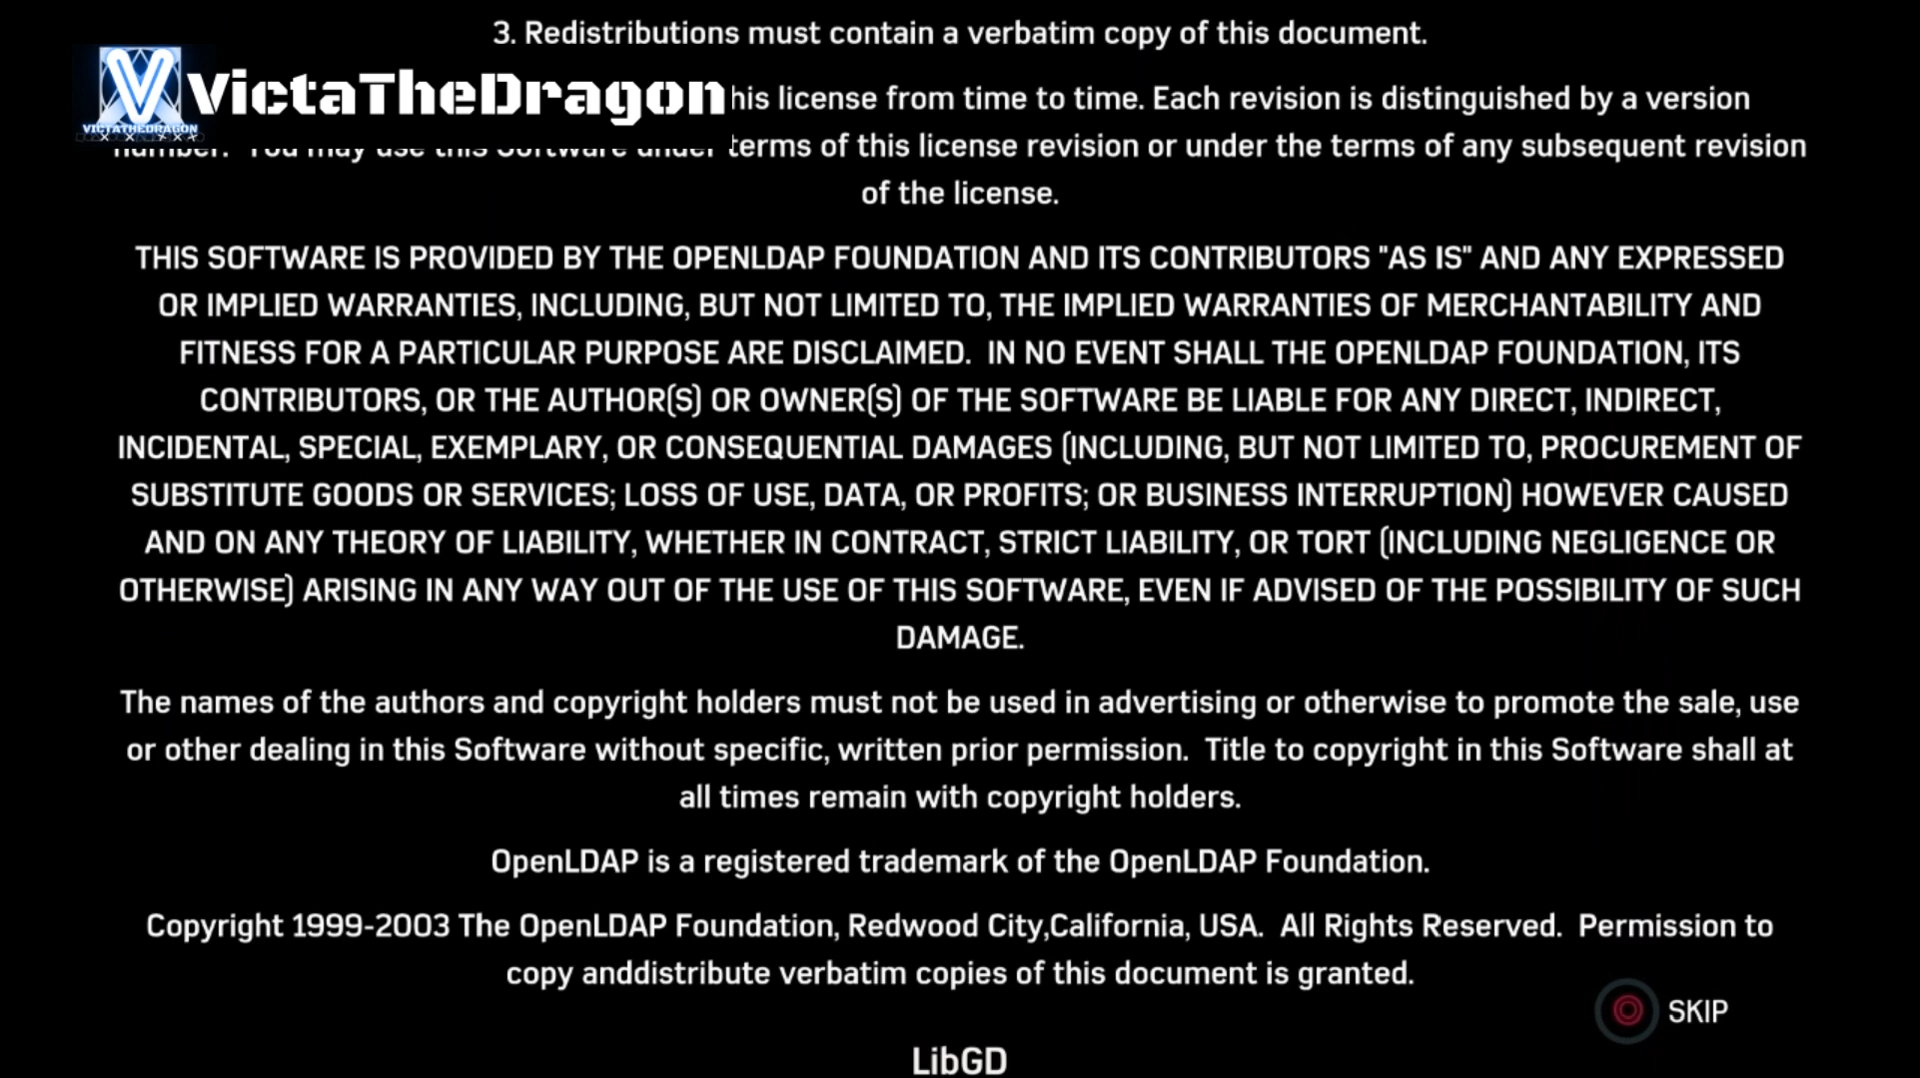 3. Redistributions must contain a verbatim copy of this document.
VICTATHEDRAGON
VictaTheDragon
his license from time to time. Each revision is distinguished by a version
number. You may use this Software under terms of this license revision or under the terms of any subsequent revision
of the license.
THIS SOFTWARE IS PROVIDED BY THE OPENLDAP FOUNDATION AND ITS CONTRIBUTORS "AS IS" AND ANY EXPRESSED
OR IMPLIED WARRANTIES, INCLUDING, BUT NOT LIMITED TO, THE IMPLIED WARRANTIES OF MERCHANTABILITY AND
FITNESS FOR A PARTICULAR PURPOSE ARE DISCLAIMED.  IN NO EVENT SHALL THE OPENLDAP FOUNDATION, ITS
CONTRIBUTORS, OR THE AUTHOR(S) OR OWNER(S) OF THE SOFTWARE BE LIABLE FOR ANY DIRECT, INDIRECT,
INCIDENTAL, SPECIAL, EXEMPLARY, OR CONSEQUENTIAL DAMAGES (INCLUDING, BUT NOT LIMITED TO, PROCUREMENT OF
SUBSTITUTE GOODS OR SERVICES; LOSS OF USE, DATA, OR PROFITS; OR BUSINESS INTERRUPTION) HOWEVER CAUSED
AND ON ANY THEORY OF LIABILITY, WHETHER IN CONTRACT, STRICT LIABILITY, OR TORT (INCLUDING NEGLIGENCE OR
OTHERWISE) ARISING IN ANY WAY OUT OF THE USE OF THIS SOFTWARE, EVEN IF ADVISED OF THE POSSIBILITY OF SUCH
DAMAGE.
The names of the authors and copyright holders must not be used in advertising or otherwise to promote the sale, use
or other dealing in this Software without specific, written prior permission.  Title to copyright in this Software shall at
all times remain with copyright holders.
OpenLDAP is a registered trademark of the OpenLDAP Foundation.
Copyright 1999-2003 The OpenLDAP Foundation, Redwood City,California, USA.  All Rights Reserved.  Permission to
copy anddistribute verbatim copies of this document is granted.
SKIP
LibGD